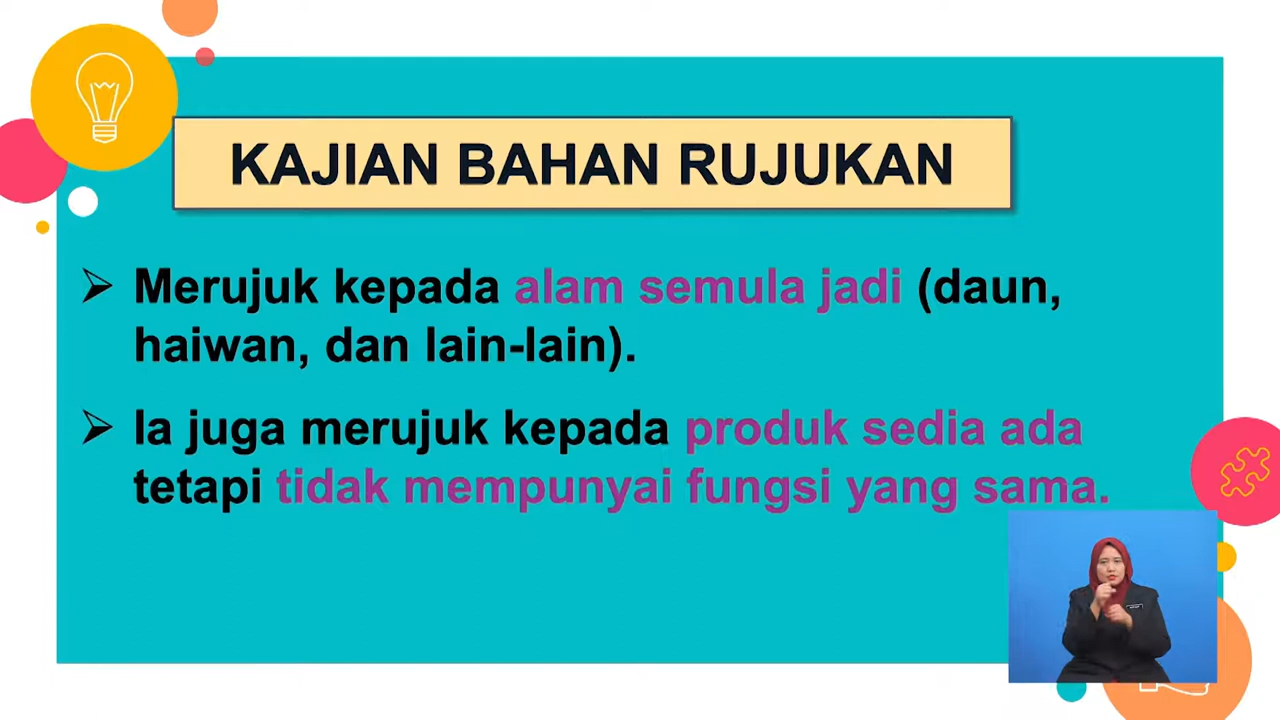 KAJIAN BAHAN RUJUKAN
➢ Merujuk kepada alam semula jadi (daun,
haiwan, dan lain-lain).
➢ Ia juga merujuk kepada produk sedia ada
tetapi tidak mempunyai fungsi yang sama.